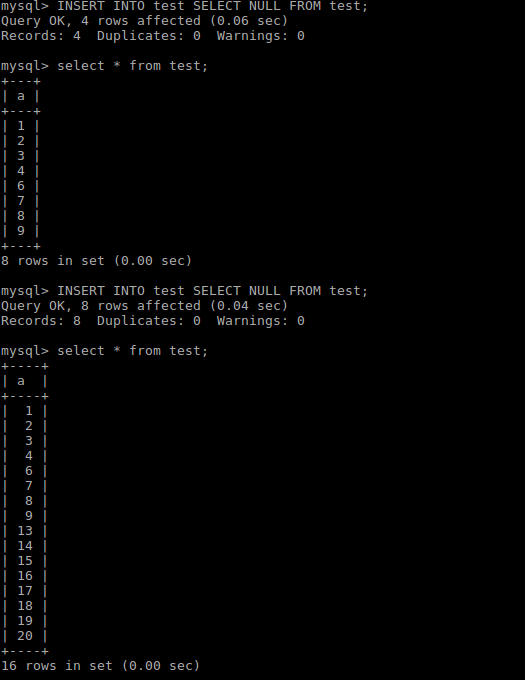 mysql> INSERT INTO test SELECT NULL FROM test;
Query OK, 4 rows affected (0.06 sec)
Records: 4  Duplicates: 0  Warnings: 0

mysql> select * from test;
+---+
| a |
+---+
| 1 |
| 2 |
| 3 |
| 4 |
| 6 |
| 7 |
| 8 |
| 9 |
+---+
8 rows in set (0.00 sec)

mysql> INSERT INTO test SELECT NULL FROM test;
Query OK, 8 rows affected (0.04 sec)
Records: 8  Duplicates: 0  Warnings: 0

mysql> select * from test;
+----+
| a  |
+----+
|  1 |
|  2 |
|  3 |
|  4 |
|  6 |
|  7 |
|  8 |
|  9 |
| 13 |
| 14 |
| 15 |
| 16 |
| 17 |
| 18 |
| 19 |
| 20 |
+----+
16 rows in set (0.00 sec)